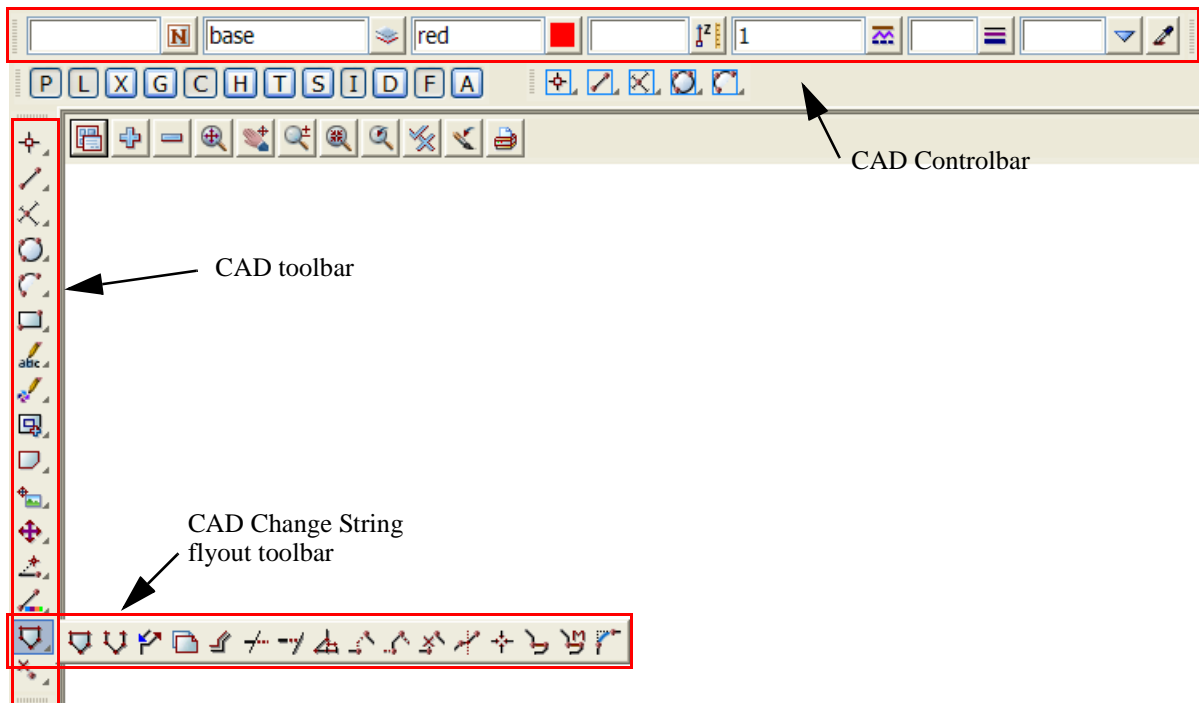 N base red z 1
P L X G C H T S I D F A
CAD Controlbar
CAD toolbar
abc
CAD Change String
flyout toolbar
M